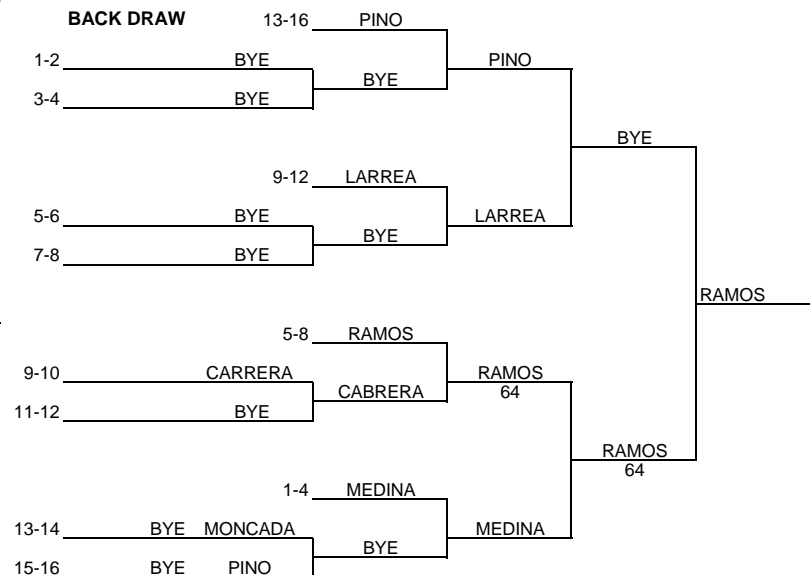 BACK DRAW 13-16 PINO
1-2 BYE PINO
BYE
3-4 BYE
BYE
9-12 LARREA
5-6 BYE LARREA
BYE
7-8 BYE
RAMOS
5-8 RAMOS
9-10 CARRERA RAMOS
CABRERA 64
11-12 BYE
RAMOS
64
1-4 MEDINA
13-14 BYE MONCADA MEDINA
BYE
15-16 BYE PINO